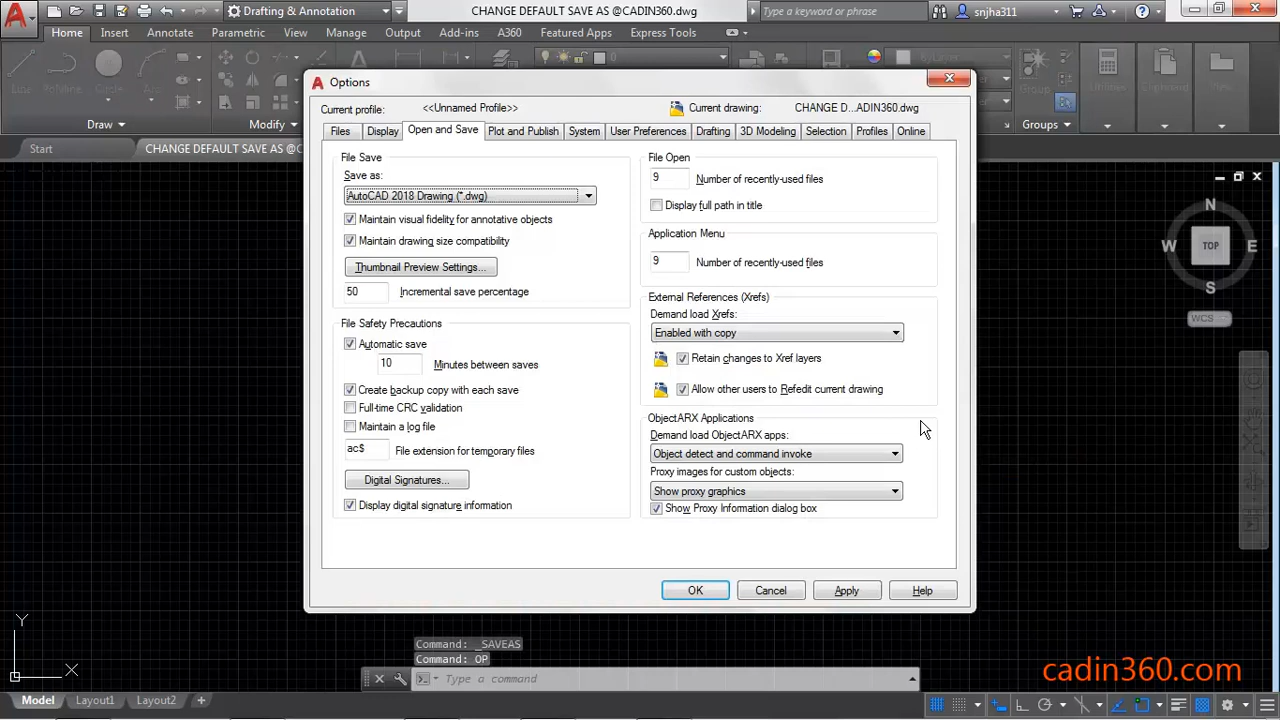 Drafting & Annotation
CHANGE DEFAULT SAVE AS @CADIN360.dwg
Type a keyword or phrase
snjha311
Home
Insert
Annotate
Parametric
View
Manage
Output
Add-ins
A360
Featured Apps
Express Tools
Line
Polyline
Circle
Arc
Draw
Modify
Group
Groups
Utilities
Clipboard
View
Start
CHANGE DEFAULT SAVE AS @C
Options
Current profile:
<<Unnamed Profile>>
Current drawing:
CHANGE D...ADIN360.dwg
Files
Display
Open and Save
Plot and Publish
System
User Preferences
Drafting
3D Modeling
Selection
Profiles
Online
File Save
Save as:
AutoCAD 2018 Drawing (*.dwg)
Maintain visual fidelity for annotative objects
Maintain drawing size compatibility
Thumbnail Preview Settings...
50
Incremental save percentage
File Safety Precautions
Automatic save
10
Minutes between saves
Create backup copy with each save
Full-time CRC validation
Maintain a log file
ac$
File extension for temporary files
Digital Signatures...
Display digital signature information
File Open
9
Number of recently-used files
Display full path in title
Application Menu
9
Number of recently-used files
External References (Xrefs)
Demand load Xrefs:
Enabled with copy
Retain changes to Xref layers
Allow other users to Refedit current drawing
ObjectARX Applications
Demand load ObjectARX apps:
Object detect and command invoke
Proxy images for custom objects:
Show proxy graphics
Show Proxy Information dialog box
OK
Cancel
Apply
Help
N
W
TOP
E
S
WCS
Y
X
Command: _SAVEAS
Command: OP
Type a command
cadin360.com
Model
Layout1
Layout2